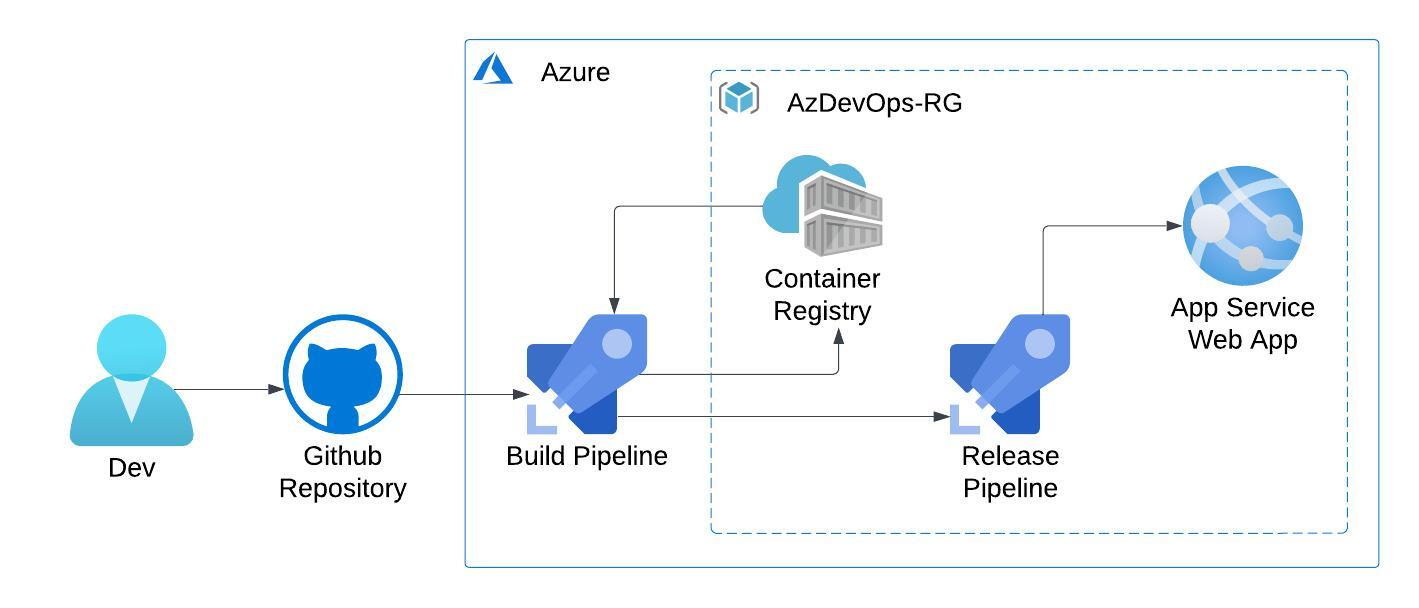 Azure
AzDevOps-RG
Container
Registry
App Service
Web App
Dev
Github
Repository
Build Pipeline
Release
Pipeline